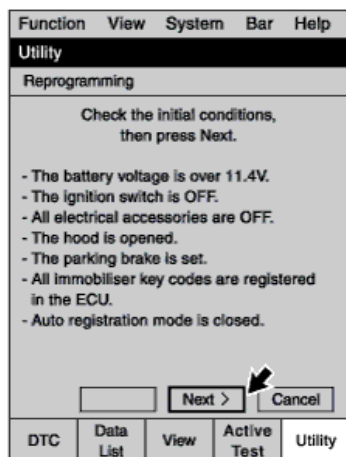 Function View System Bar Help
Utility
Reprogramming
Check the initial conditions,
then press Next.
- The battery voltage is over 11.4V.
- The ignition switch is OFF.
- All electrical accessories are OFF.
- The hood is opened.
- The parking brake is set.
- All immobiliser key codes are registered
in the ECU.
- Auto registration mode is closed.
Next > Cancel
DTC Data List View Active Test Utility